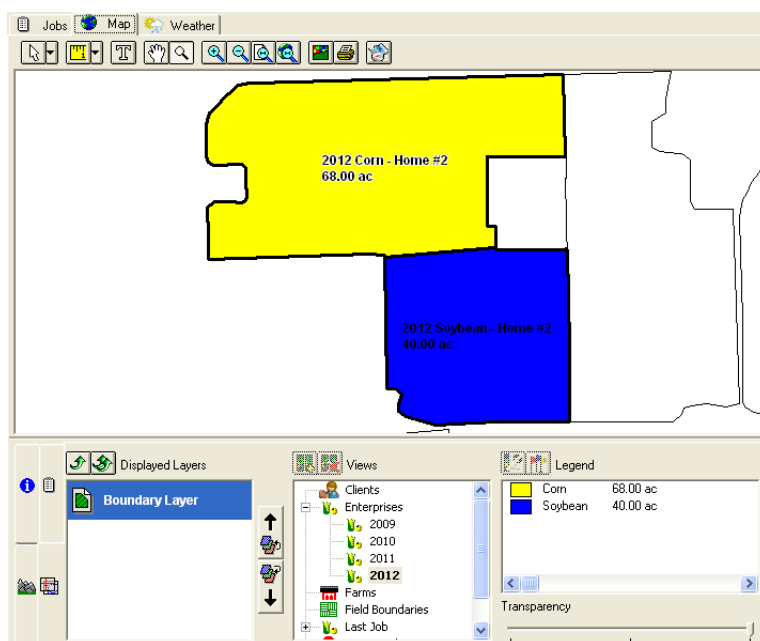 Jobs Map Weather
T
2012 Corn - Home #2
68.00 ac
2012 Soybean - Home #2
40.00 ac
Displayed Layers
Boundary Layer
Views
Clients
Enterprises
2009
2010
2011
2012
Farms
Field Boundaries
Last Job
Legend
Corn 68.00 ac
Soybean 40.00 ac
Transparency